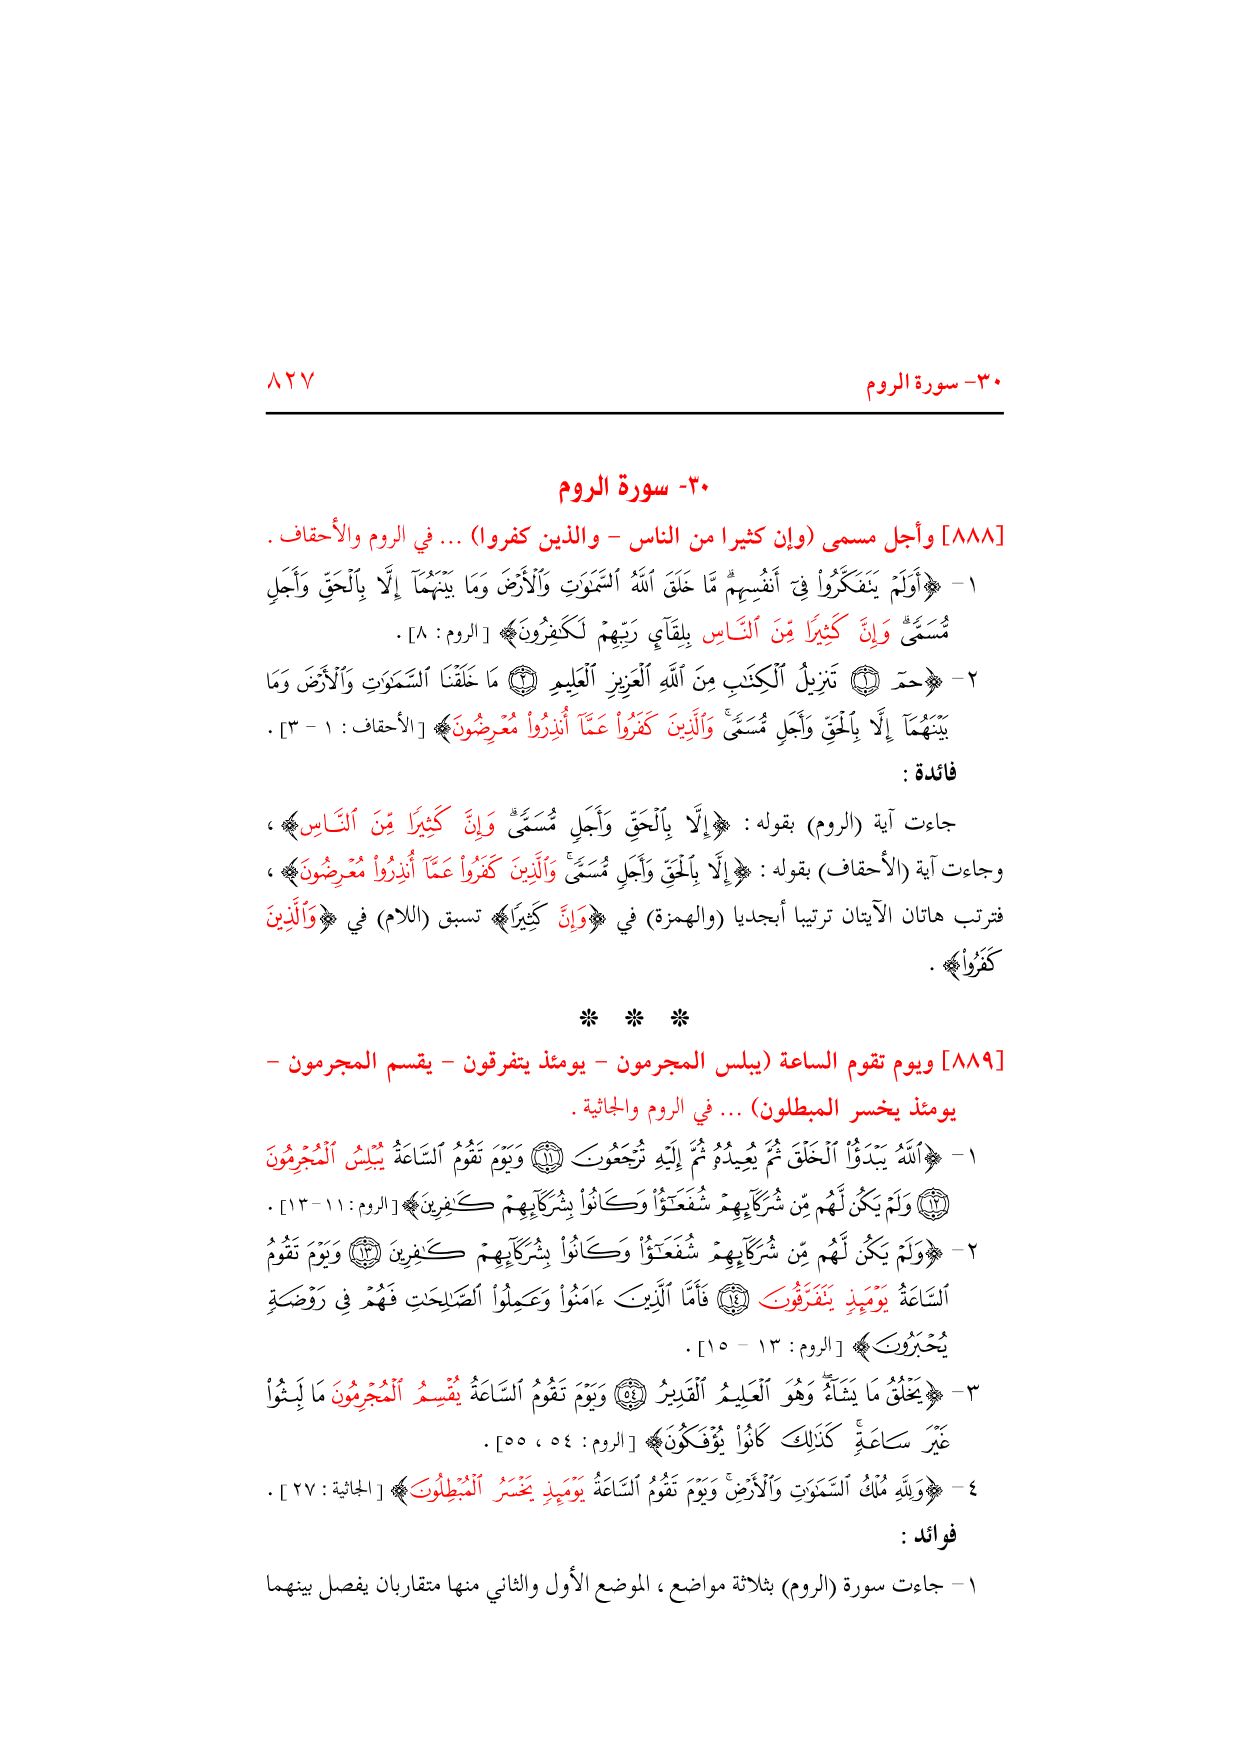 ٣٠- سورة الروم ٨٢٧
٣٠- سورة الروم
[٨٨٨] وأجل مسمى (وإن كثيرا من الناس – والذين كفروا) ... في الروم والأحقاف .
١- ﴿أَوَلَمْ يَتَفَكَّرُوا۟ فِىٓ أَنفُسِهِم ۗ مَّا خَلَقَ ٱللَّهُ ٱلسَّمَٰوَٰتِ وَٱلْأَرْضَ وَمَا بَيْنَهُمَآ إِلَّا بِٱلْحَقِّ وَأَجَلٍ
مُّسَمًّى ۗ وَإِنَّ كَثِيرًا مِّنَ ٱلنَّاسِ بِلِقَآئِ رَبِّهِمْ لَكَٰفِرُونَ﴾ [الروم: ٨] .
٢- ﴿حمٓ ۝١ تَنزِيلُ ٱلْكِتَٰبِ مِنَ ٱللَّهِ ٱلْعَزِيزِ ٱلْعَلِيمِ ۝٢ مَا خَلَقْنَا ٱلسَّمَٰوَٰتِ وَٱلْأَرْضَ وَمَا
بَيْنَهُمَآ إِلَّا بِٱلْحَقِّ وَأَجَلٍ مُّسَمًّى ۚ وَٱلَّذِينَ كَفَرُوا۟ عَمَّآ أُنذِرُوا۟ مُعْرِضُونَ﴾ [الأحقاف: ١ – ٣] .
فائدة :
جاءت آية (الروم) بقوله: ﴿إِلَّا بِٱلْحَقِّ وَأَجَلٍ مُّسَمًّى ۗ وَإِنَّ كَثِيرًا مِّنَ ٱلنَّاسِ﴾ ،
وجاءت آية (الأحقاف) بقوله: ﴿إِلَّا بِٱلْحَقِّ وَأَجَلٍ مُّسَمًّى ۚ وَٱلَّذِينَ كَفَرُوا۟ عَمَّآ أُنذِرُوا۟ مُعْرِضُونَ﴾ ،
فترتب هاتان الآيتان ترتيبا أبجديا (والهمزة) في ﴿وَإِنَّ كَثِيرًا﴾ تسبق (اللام) في ﴿وَٱلَّذِينَ
كَفَرُوا۟﴾ .
❊ ❊ ❊
[٨٨٩] ويوم تقوم الساعة (يبلس المجرمون – يومئذ يتفرقون – يقسم المجرمون –
يومئذ يخسر المبطلون) ... في الروم والجاثية .
١- ﴿ٱللَّهُ يَبْدَؤُا۟ ٱلْخَلْقَ ثُمَّ يُعِيدُهُۥ ثُمَّ إِلَيْهِ تُرْجَعُونَ ۝١١ وَيَوْمَ تَقُومُ ٱلسَّاعَةُ يُبْلِسُ ٱلْمُجْرِمُونَ
۝١٢ وَلَمْ يَكُن لَّهُم مِّن شُرَكَآئِهِمْ شُفَعَٰٓؤُا۟ وَكَانُوا۟ بِشُرَكَآئِهِمْ كَٰفِرِينَ﴾ [الروم: ١١-١٣] .
٢- ﴿وَلَمْ يَكُن لَّهُم مِّن شُرَكَآئِهِمْ شُفَعَٰٓؤُا۟ وَكَانُوا۟ بِشُرَكَآئِهِمْ كَٰفِرِينَ ۝١٣ وَيَوْمَ تَقُومُ
ٱلسَّاعَةُ يَوْمَئِذٍ يَتَفَرَّقُونَ ۝١٤ فَأَمَّا ٱلَّذِينَ ءَامَنُوا۟ وَعَمِلُوا۟ ٱلصَّٰلِحَٰتِ فَهُمْ فِى رَوْضَةٍ
يُحْبَرُونَ﴾ [الروم: ١٣ – ١٥] .
٣- ﴿يَخْلُقُ مَا يَشَآءُ ۖ وَهُوَ ٱلْعَلِيمُ ٱلْقَدِيرُ ۝٥٤ وَيَوْمَ تَقُومُ ٱلسَّاعَةُ يُقْسِمُ ٱلْمُجْرِمُونَ مَا لَبِثُوا۟
غَيْرَ سَاعَةٍ ۚ كَذَٰلِكَ كَانُوا۟ يُؤْفَكُونَ﴾ [الروم: ٥٤ ، ٥٥] .
٤- ﴿وَلِلَّهِ مُلْكُ ٱلسَّمَٰوَٰتِ وَٱلْأَرْضِ ۚ وَيَوْمَ تَقُومُ ٱلسَّاعَةُ يَوْمَئِذٍ يَخْسَرُ ٱلْمُبْطِلُونَ﴾ [الجاثية: ٢٧] .
فوائد :
١- جاءت سورة (الروم) بثلاثة مواضع ، الموضع الأول والثاني منها متقاربان يفصل بينهما